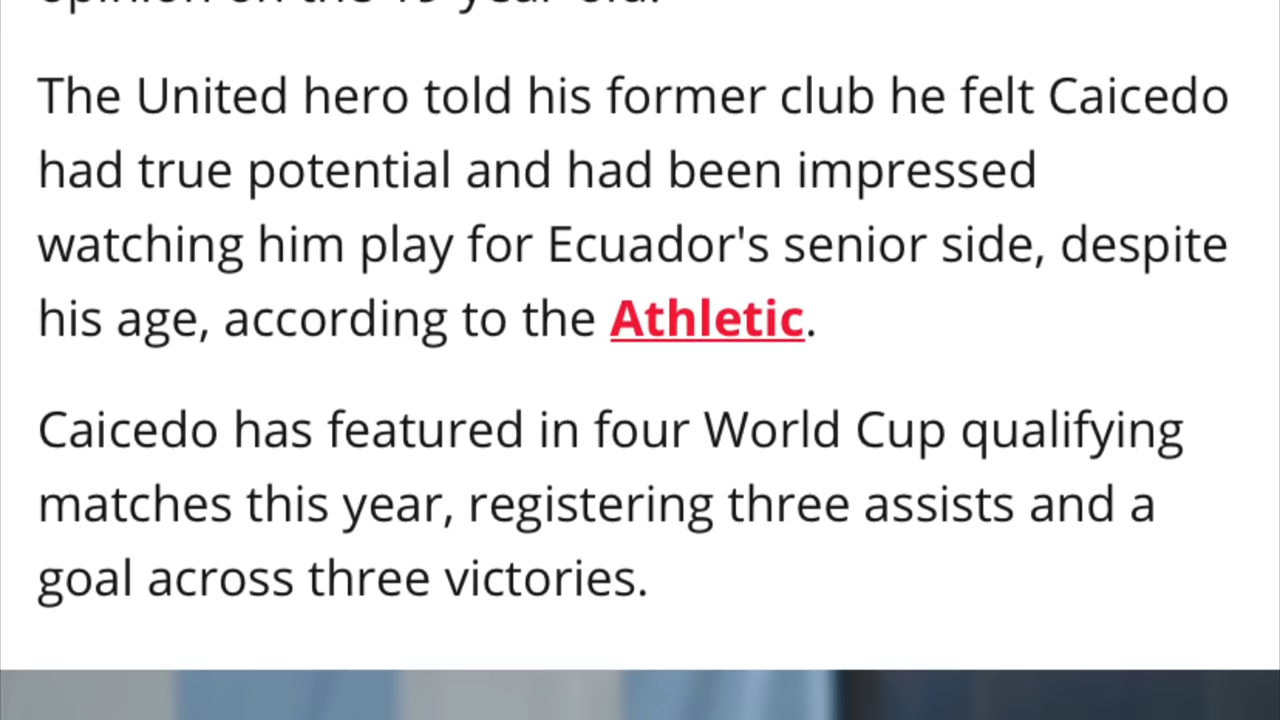 The United hero told his former club he felt Caicedo
had true potential and had been impressed
watching him play for Ecuador's senior side, despite
his age, according to the Athletic.
Caicedo has featured in four World Cup qualifying
matches this year, registering three assists and a
goal across three victories.